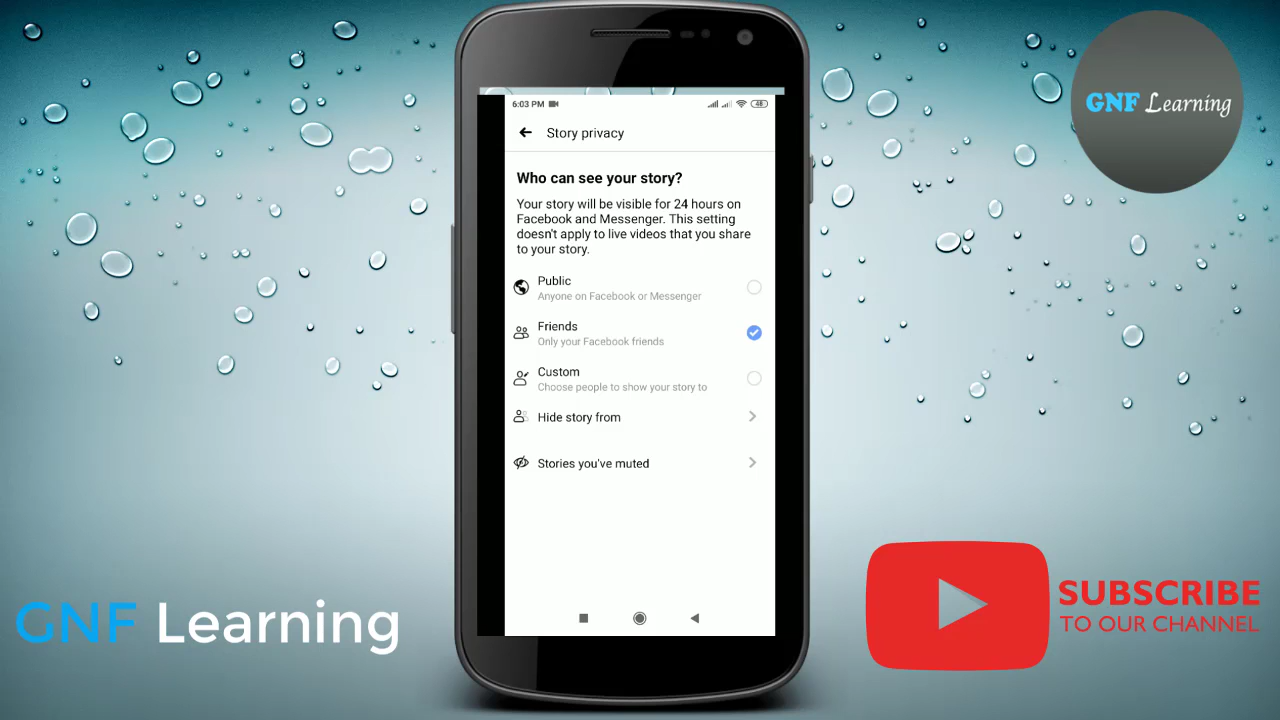 GNF Learning
6:03 PM
48
Story privacy
Who can see your story?
Your story will be visible for 24 hours on
Facebook and Messenger. This setting
doesn't apply to live videos that you share
to your story.
Public
Anyone on Facebook or Messenger
Friends
Only your Facebook friends
Custom
Choose people to show your story to
Hide story from
Stories you've muted
GNF Learning
SUBSCRIBE
TO OUR CHANNEL